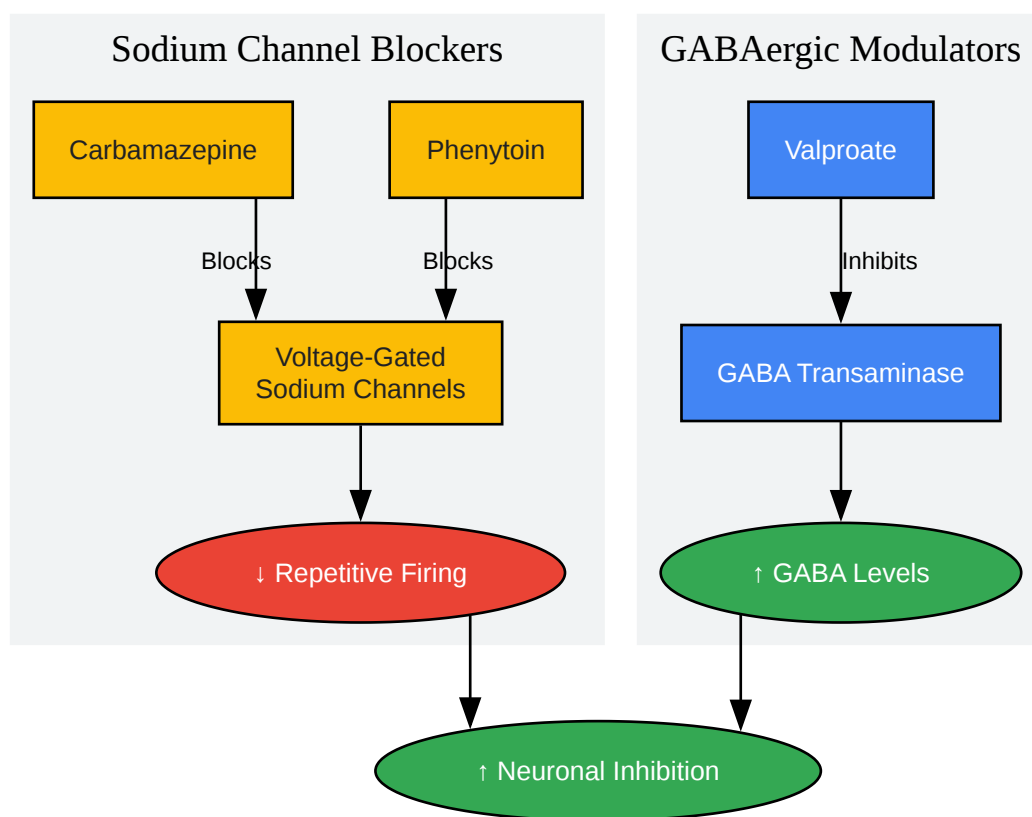 Sodium Channel Blockers
GABAergic Modulators
Carbamazepine
Phenytoin
Valproate
Blocks
Blocks
Inhibits
Voltage-Gated
Sodium Channels
GABA Transaminase
↓ Repetitive Firing
↑ GABA Levels
↑ Neuronal Inhibition